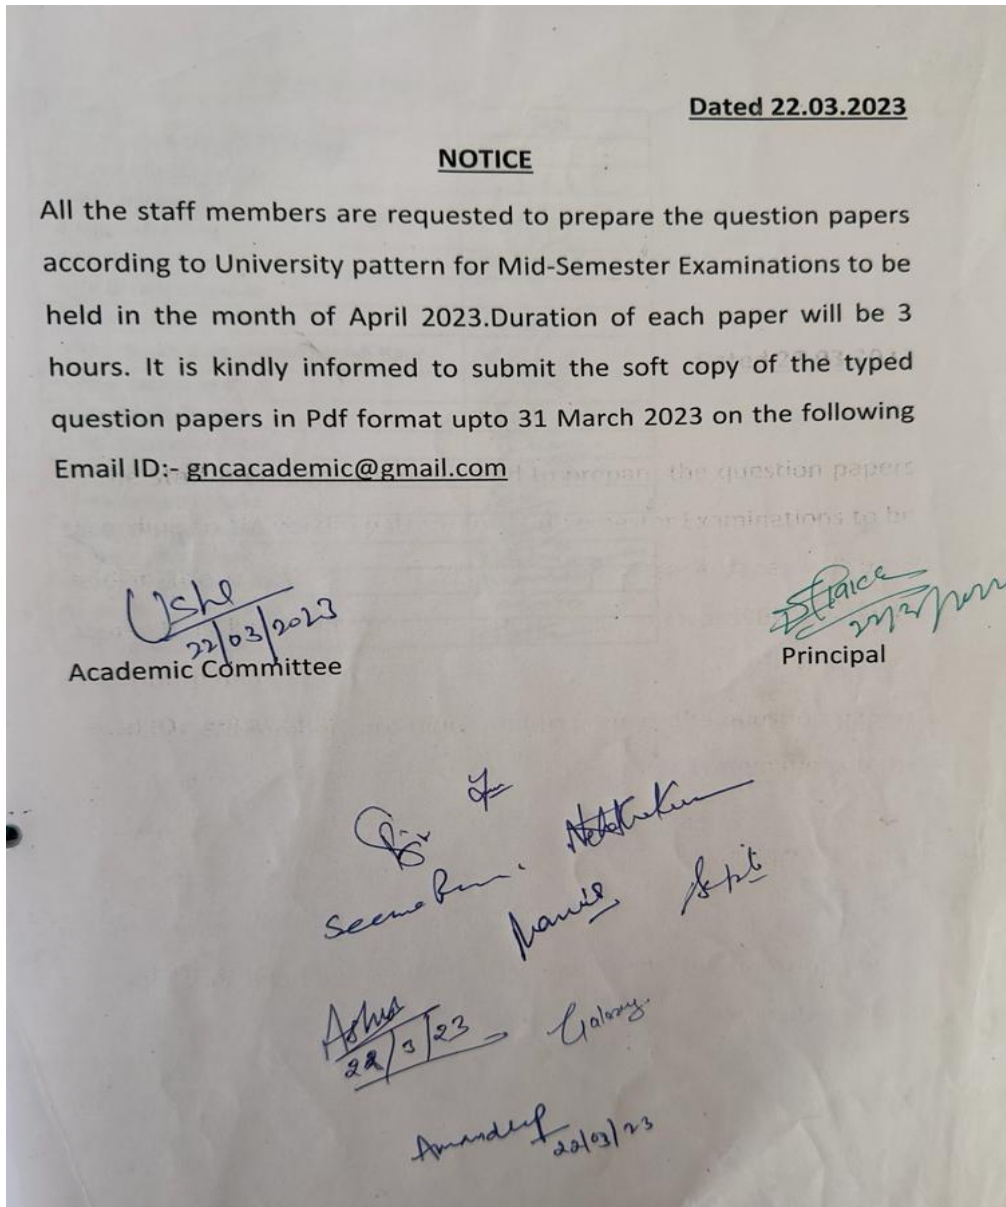 Dated 22.03.2023
NOTICE
All the staff members are requested to prepare the question papers
according to University pattern for Mid-Semester Examinations to be
held in the month of April 2023.Duration of each paper will be 3
hours. It is kindly informed to submit the soft copy of the typed
question papers in Pdf format upto 31 March 2023 on the following
Email ID:- gncacademic@gmail.com
22/03/2023
Academic Committee
Principal
22/3/23
Galaxy.
Amandeep 22/03/23